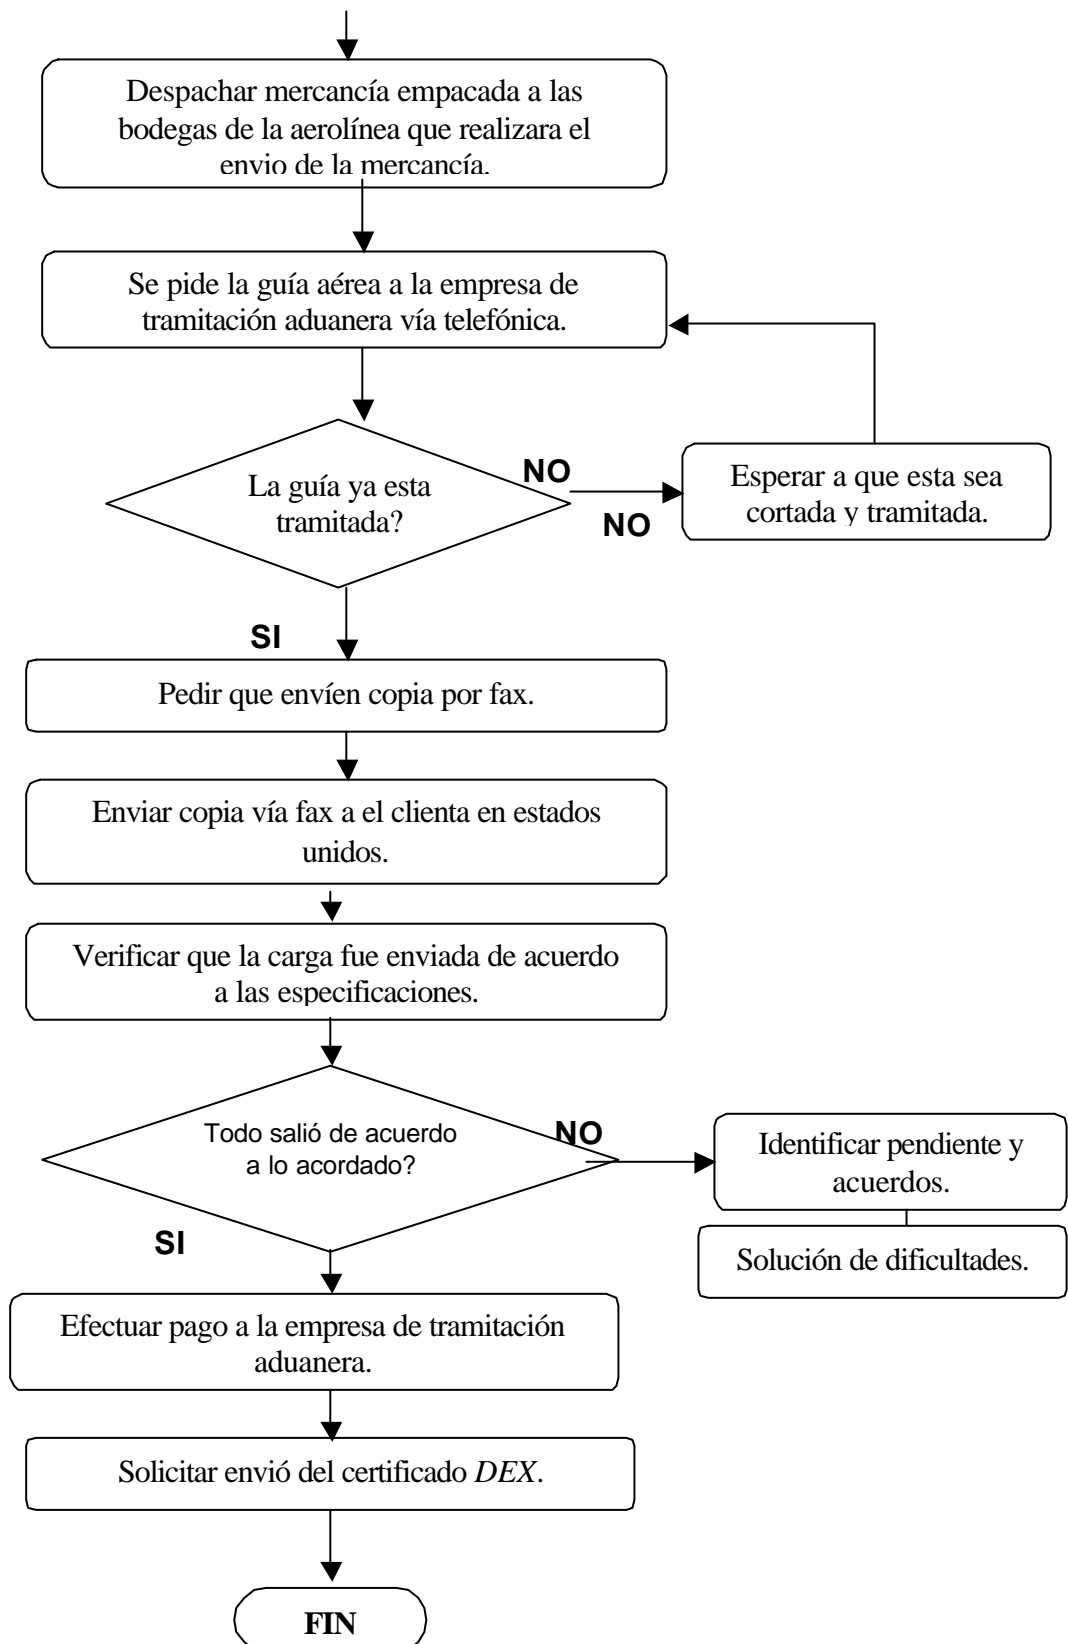 Despachar mercancía empacada a las
bodegas de la aerolínea que realizara el
envio de la mercancía.
Se pide la guía aérea a la empresa de
tramitación aduanera vía telefónica.
La guía ya esta
tramitada?
NO
NO
Esperar a que esta sea
cortada y tramitada.
SI
Pedir que envíen copia por fax.
Enviar copia vía fax a el clienta en estados
unidos.
Verificar que la carga fue enviada de acuerdo
a las especificaciones.
Todo salió de acuerdo
a lo acordado?
NO
Identificar pendiente y
acuerdos.
Solución de dificultades.
SI
Efectuar pago a la empresa de tramitación
aduanera.
Solicitar envió del certificado DEX.
FIN